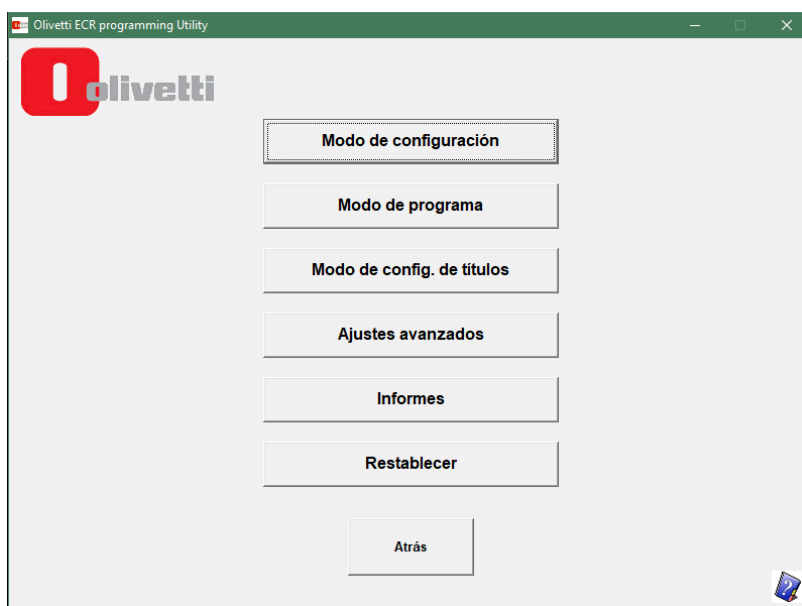 Olivetti ECR programming Utility
olivetti
Modo de configuración
Modo de programa
Modo de config. de títulos
Ajustes avanzados
Informes
Restablecer
Atrás